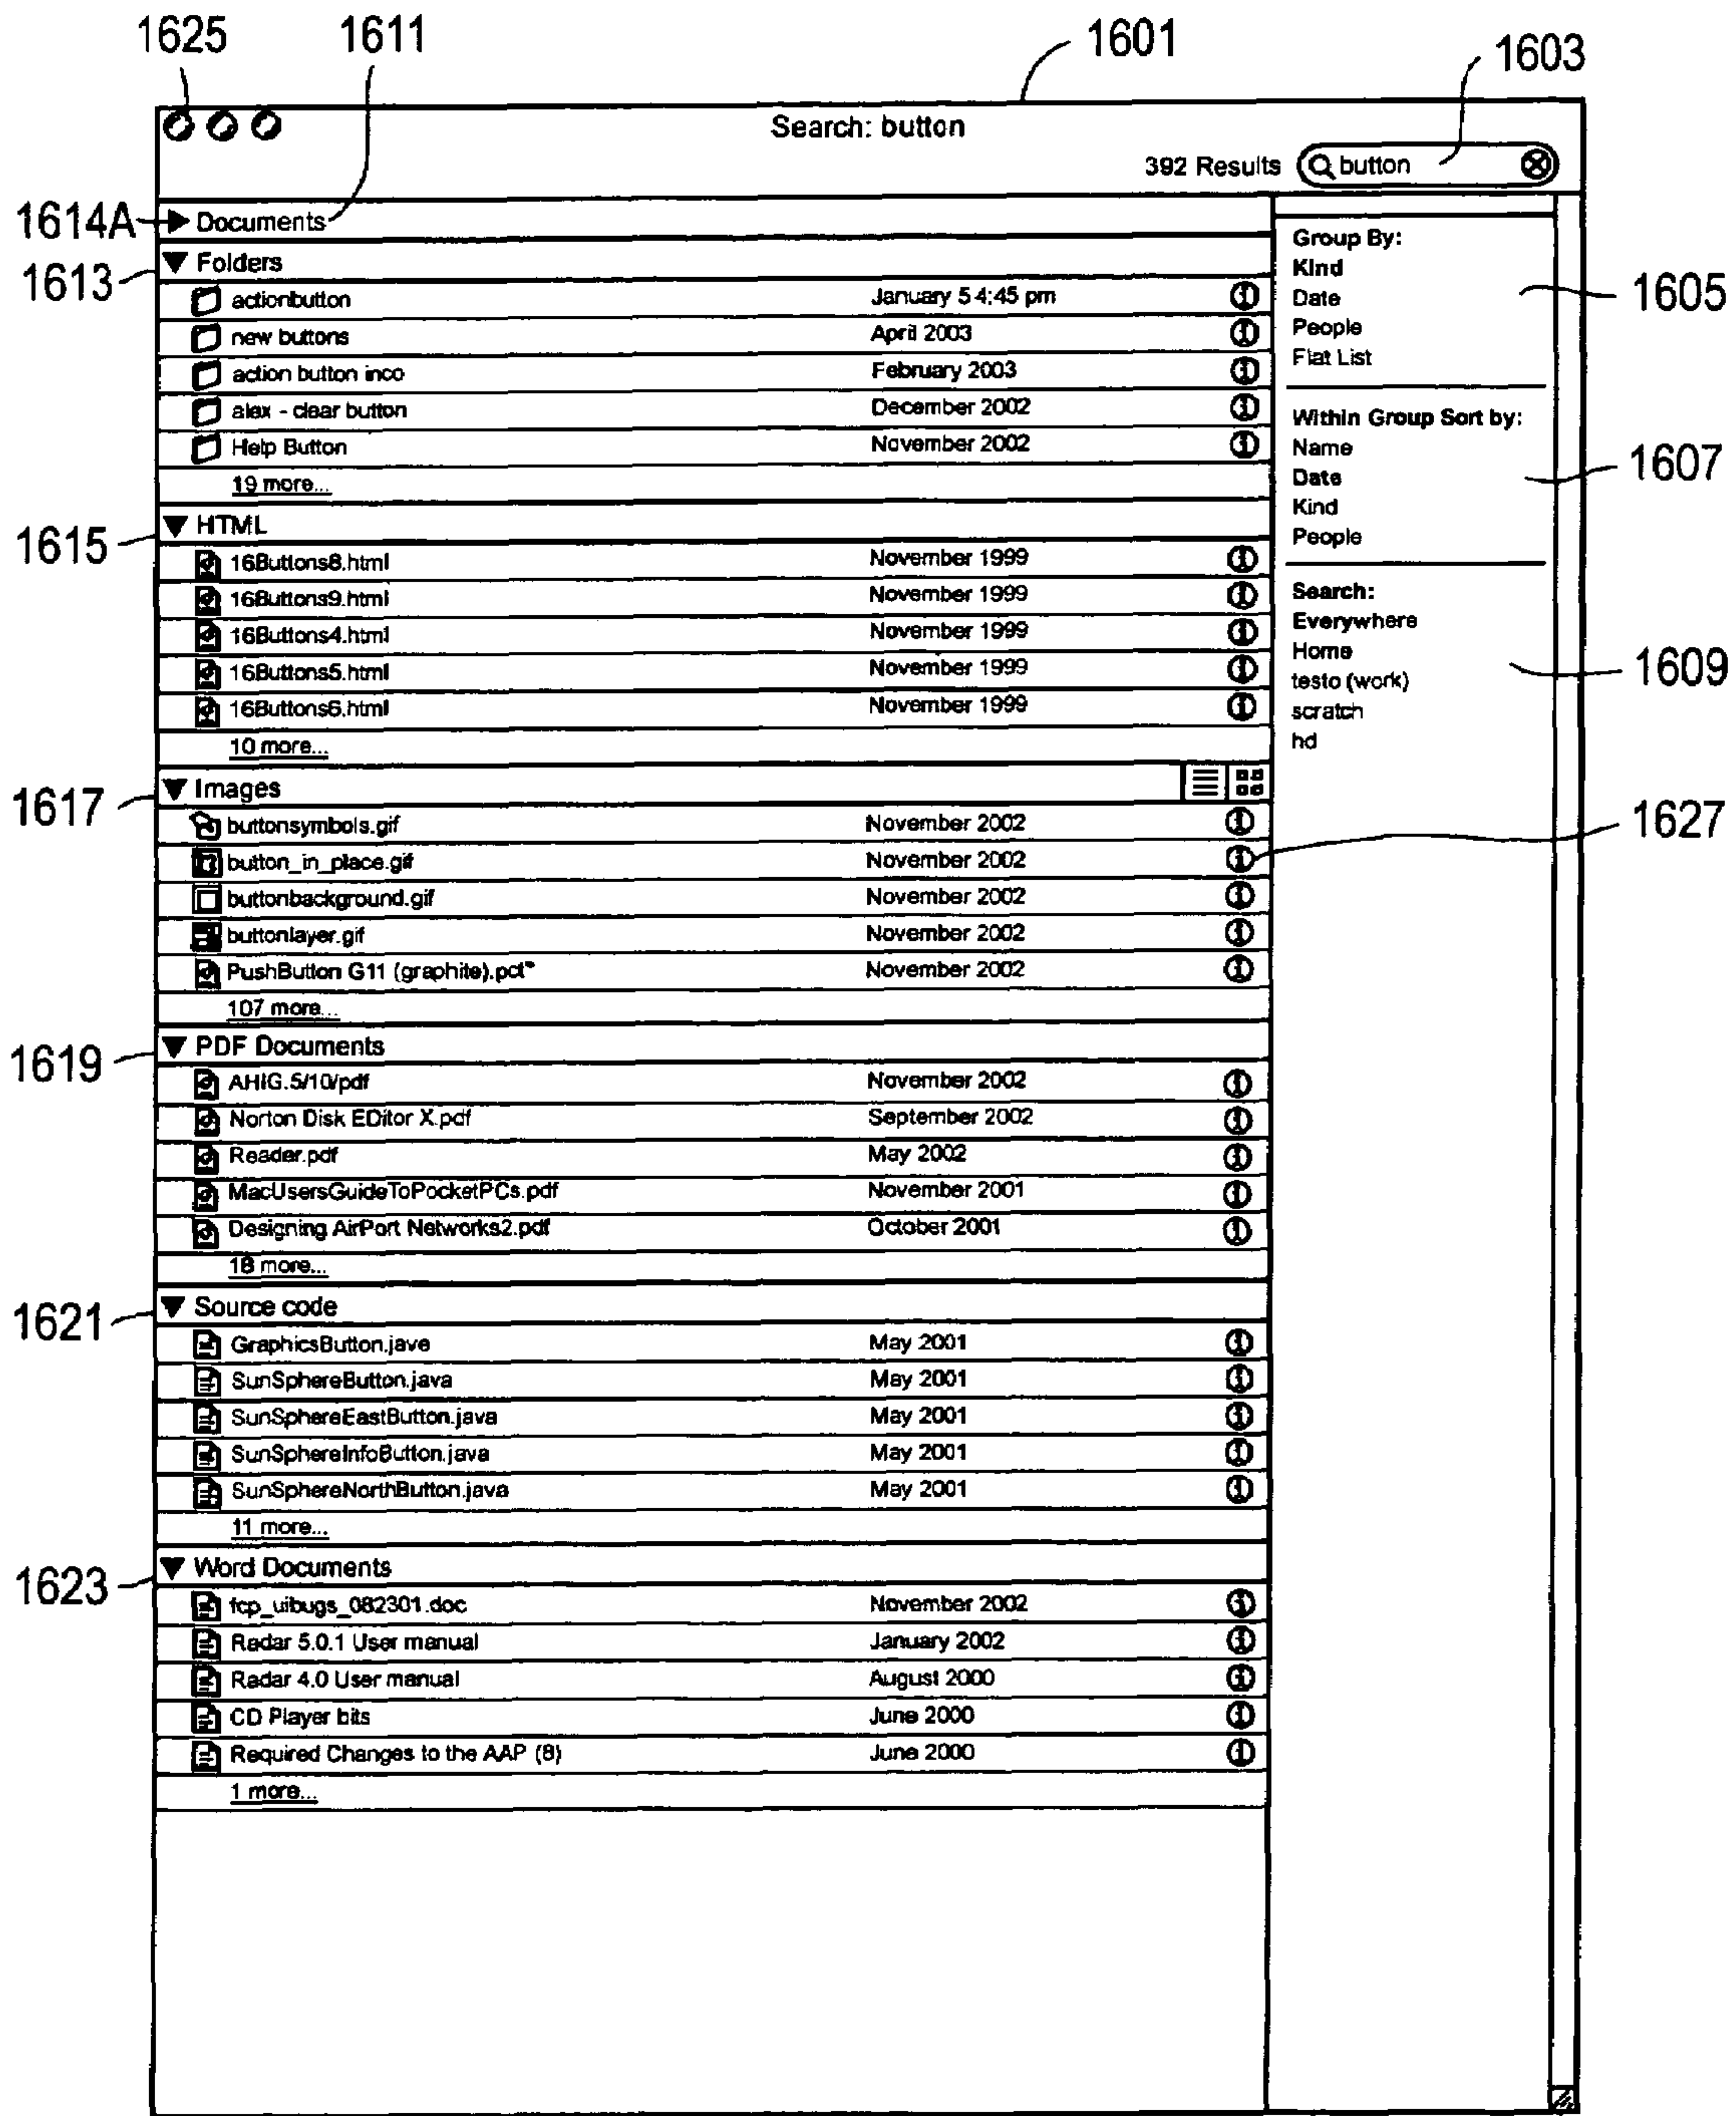 1625 1611 1601 1603
Search: button
392 Results button
1614A Documents
1613 Folders
actionbutton January 5 4:45 pm
new buttons April 2003
action button inco February 2003
alex - clear button December 2002
Help Button November 2002
19 more...
1615 HTML
16Buttons8.html November 1999
16Buttons9.html November 1999
16Buttons4.html November 1999
16Buttons5.html November 1999
16Buttons6.html November 1999
10 more...
1617 Images
buttonsymbols.gif November 2002
button_in_place.gif November 2002
buttonbackground.gif November 2002
buttonlayer.gif November 2002
PushButton G11 (graphite).pct" November 2002
107 more...
1619 PDF Documents
AHIG.5/10/pdf November 2002
Norton Disk EDitor X.pdf September 2002
Reader.pdf May 2002
MacUsersGuideToPocketPCs.pdf November 2001
Designing AirPort Networks2.pdf October 2001
18 more...
1621 Source code
GraphicsButton.jave May 2001
SunSphereButton.java May 2001
SunSphereEastButton.java May 2001
SunSphereInfoButton.java May 2001
SunSphereNorthButton.java May 2001
11 more...
1623 Word Documents
fcp_uibugs_082301.doc November 2002
Radar 5.0.1 User manual January 2002
Radar 4.0 User manual August 2000
CD Player bits June 2000
Required Changes to the AAP (8) June 2000
1 more...
Group By:
Kind
Date 1605
People
Flat List
Within Group Sort by:
Name
Date 1607
Kind
People
Search:
Everywhere
Home 1609
testo (work)
scratch
hd
1627